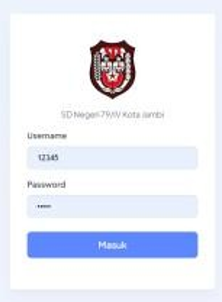 SD Negeri 79/IV Kota Jambi
Username
12345
Password
•••••
Masuk